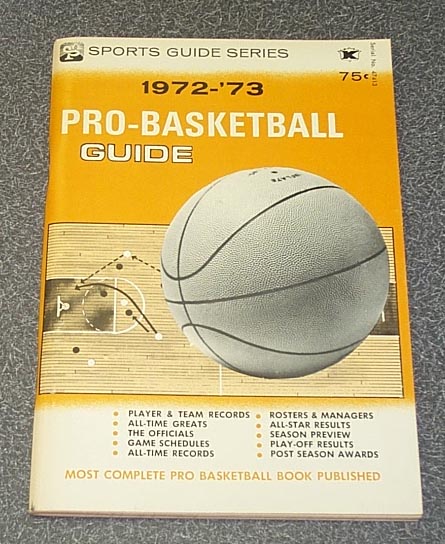 SPORTS GUIDE SERIES
K
1972-'73
75¢
PRO-BASKETBALL
GUIDE
• PLAYER & TEAM RECORDS
• ALL-TIME GREATS
• THE OFFICIALS
• GAME SCHEDULES
• ALL-TIME RECORDS
• ROSTERS & MANAGERS
• ALL-STAR RESULTS
• SEASON PREVIEW
• PLAY-OFF RESULTS
• POST SEASON AWARDS
MOST COMPLETE PRO BASKETBALL BOOK PUBLISHED
Serial No.